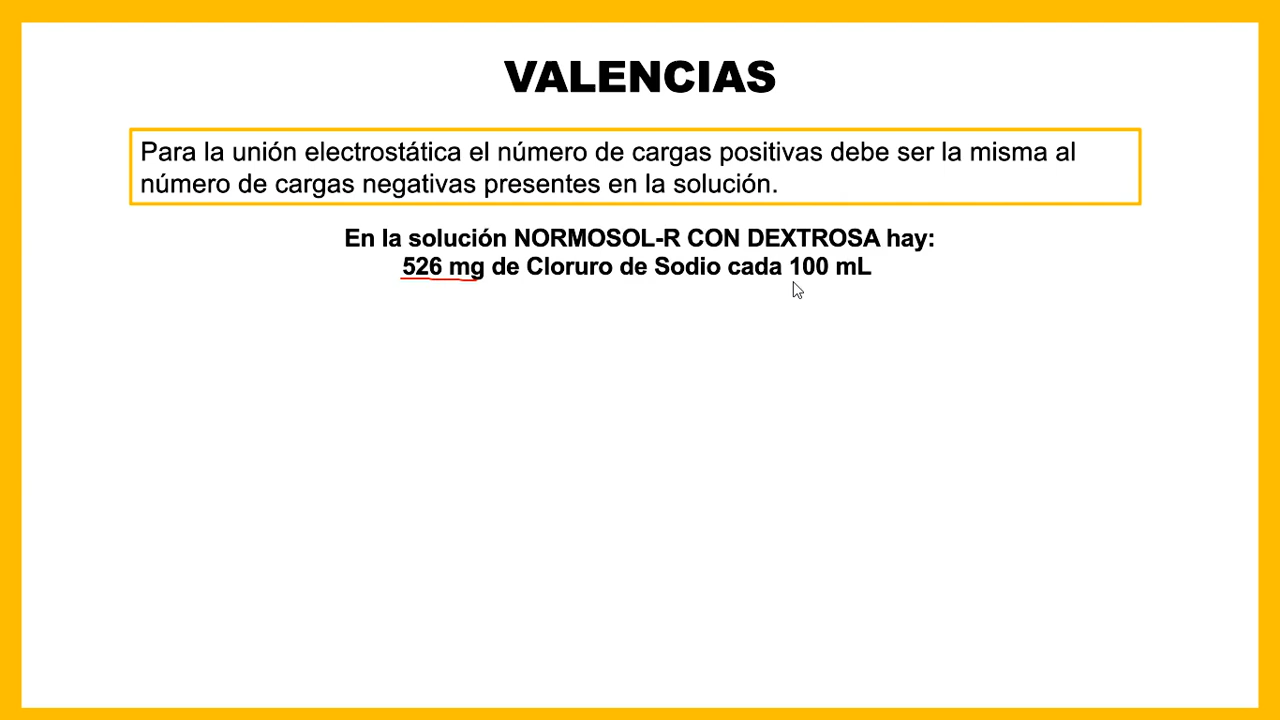 VALENCIAS
Para la unión electrostática el número de cargas positivas debe ser la misma al
número de cargas negativas presentes en la solución.
En la solución NORMOSOL-R CON DEXTROSA hay:
526 mg de Cloruro de Sodio cada 100 mL